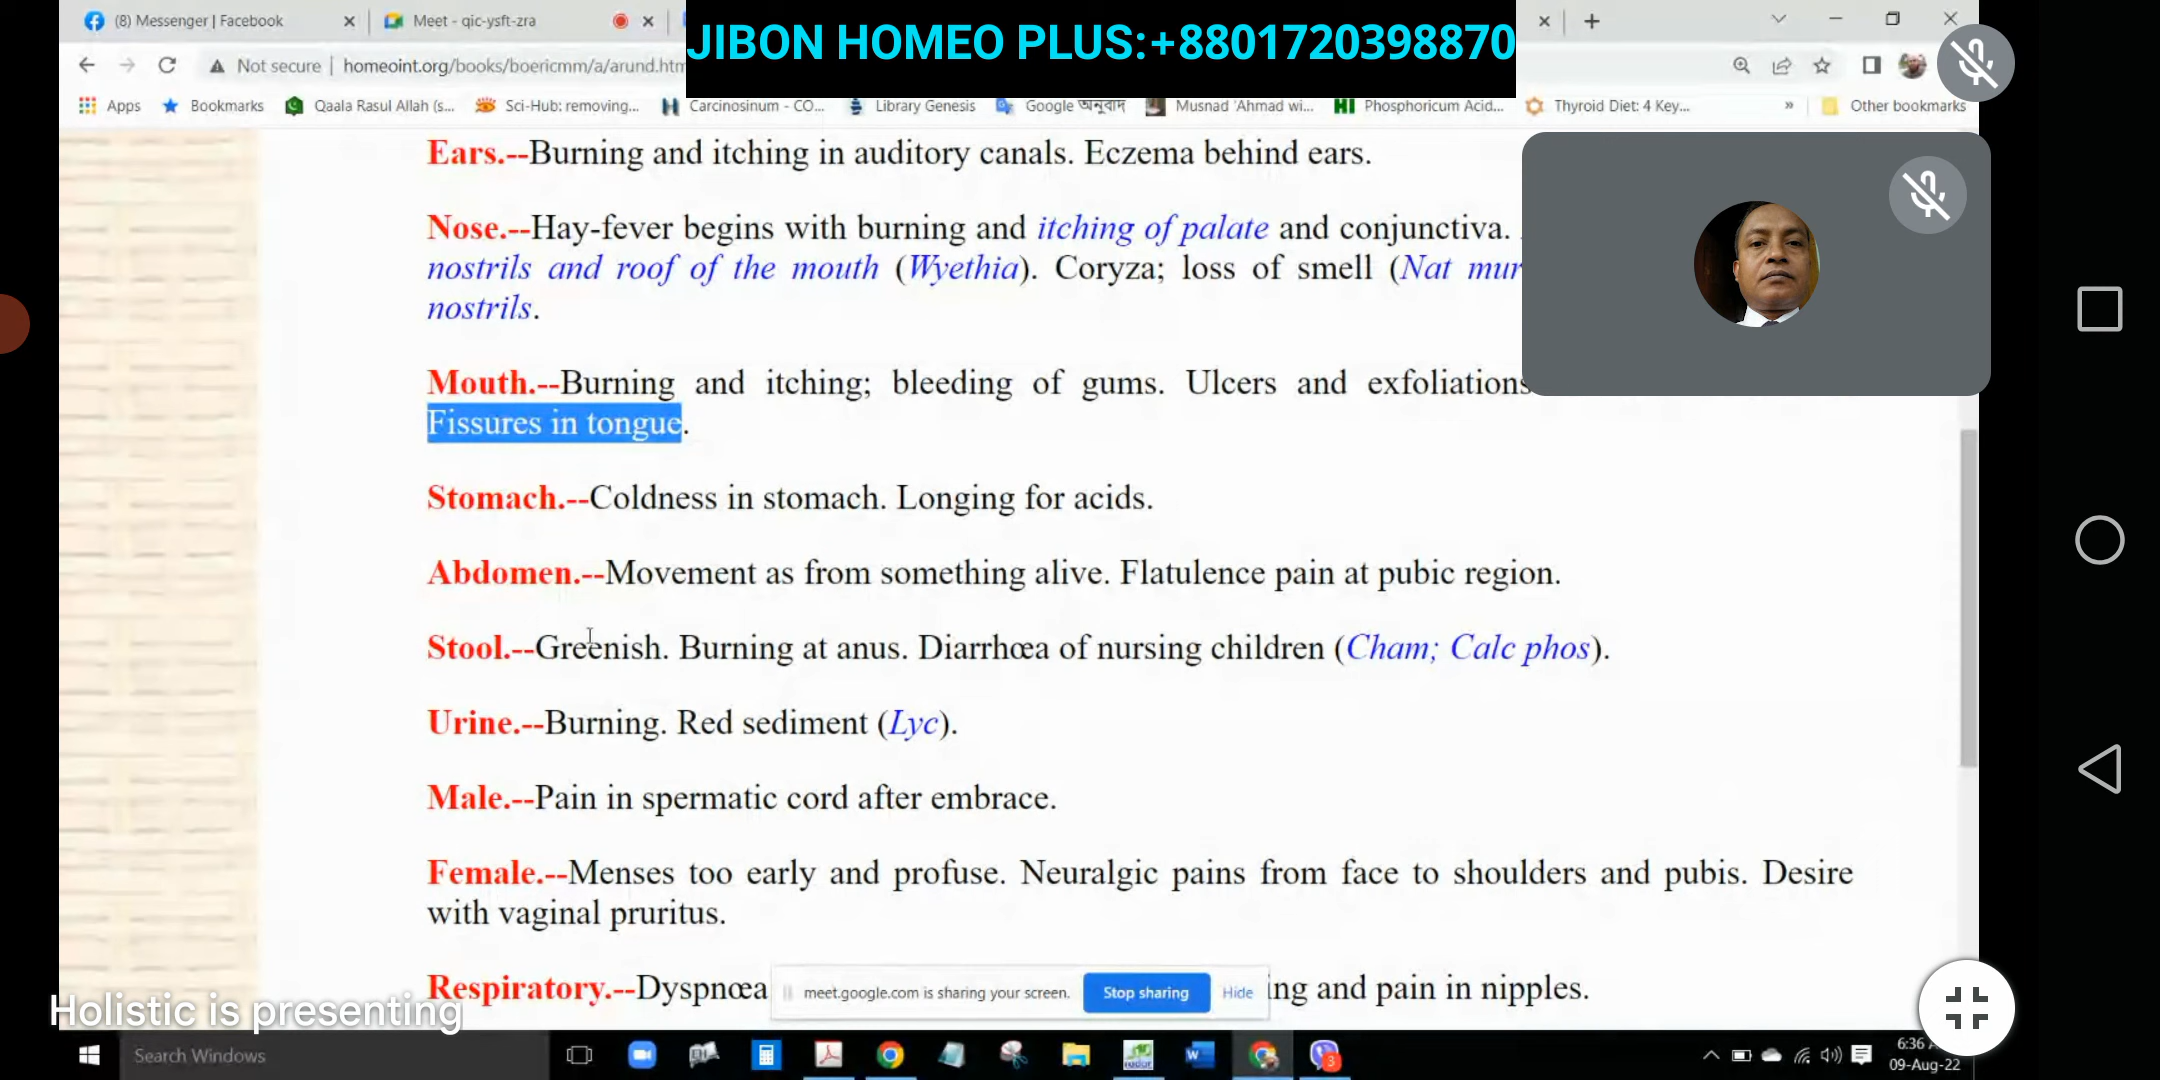 (8) Messenger | Facebook
Meet - qic-ysft-zra
JIBON HOMEO PLUS:+8801720398870
Not secure | homeoint.org/books/boericmm/a/arund.htm
Apps
Bookmarks
Qaala Rasul Allah (s...
Sci-Hub: removing...
Carcinosinum - CO...
Library Genesis
Google অনুবাদ
Musnad 'Ahmad wi...
Phosphoricum Acid...
Thyroid Diet: 4 Key...
»
Other bookmarks
Ears.--Burning and itching in auditory canals. Eczema behind ears.
Nose.--Hay-fever begins with burning and itching of palate and conjunctiva.
nostrils and roof of the mouth (Wyethia). Coryza; loss of smell (Nat mur
nostrils.
Mouth.--Burning and itching; bleeding of gums. Ulcers and exfoliations
Fissures in tongue.
Stomach.--Coldness in stomach. Longing for acids.
Abdomen.--Movement as from something alive. Flatulence pain at pubic region.
Stool.--Greenish. Burning at anus. Diarrhœa of nursing children (Cham; Calc phos).
Urine.--Burning. Red sediment (Lyc).
Male.--Pain in spermatic cord after embrace.
Female.--Menses too early and profuse. Neuralgic pains from face to shoulders and pubis. Desire
with vaginal pruritus.
Respiratory.--Dyspnœa
ing and pain in nipples.
meet.google.com is sharing your screen.
Stop sharing
Hide
Holistic is presenting
Search Windows
3
6:36
09-Aug-22